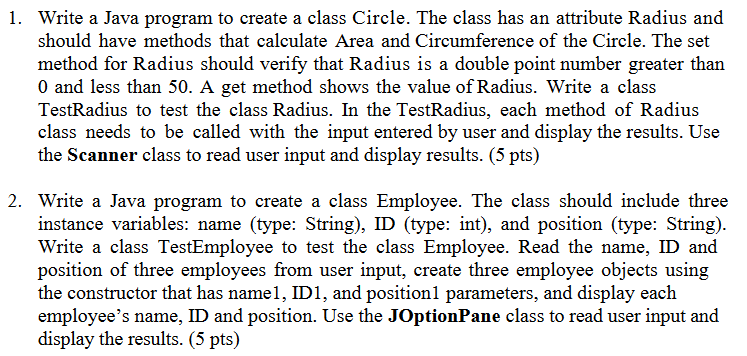 1. Write a Java program to create a class Circle. The class has an attribute Radius and
should have methods that calculate Area and Circumference of the Circle. The set
method for Radius should verify that Radius is a double point number greater than
0 and less than 50. A get method shows the value of Radius. Write a class
TestRadius to test the class Radius. In the TestRadius, each method of Radius
class needs to be called with the input entered by user and display the results. Use
the Scanner class to read user input and display results. (5 pts)
2. Write a Java program to create a class Employee. The class should include three
instance variables: name (type: String), ID (type: int), and position (type: String).
Write a class TestEmployee to test the class Employee. Read the name, ID and
position of three employees from user input, create three employee objects using
the constructor that has name1, ID1, and position1 parameters, and display each
employee’s name, ID and position. Use the JOptionPane class to read user input and
display the results. (5 pts)